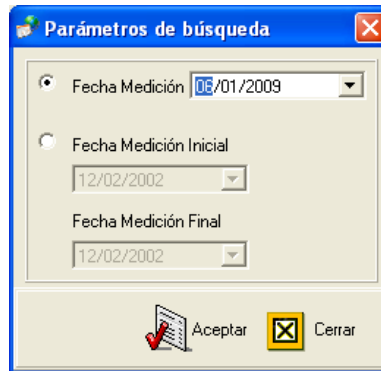 Parámetros de búsqueda
Fecha Medición 06/01/2009
Fecha Medición Inicial
12/02/2002
Fecha Medición Final
12/02/2002
Aceptar Cerrar